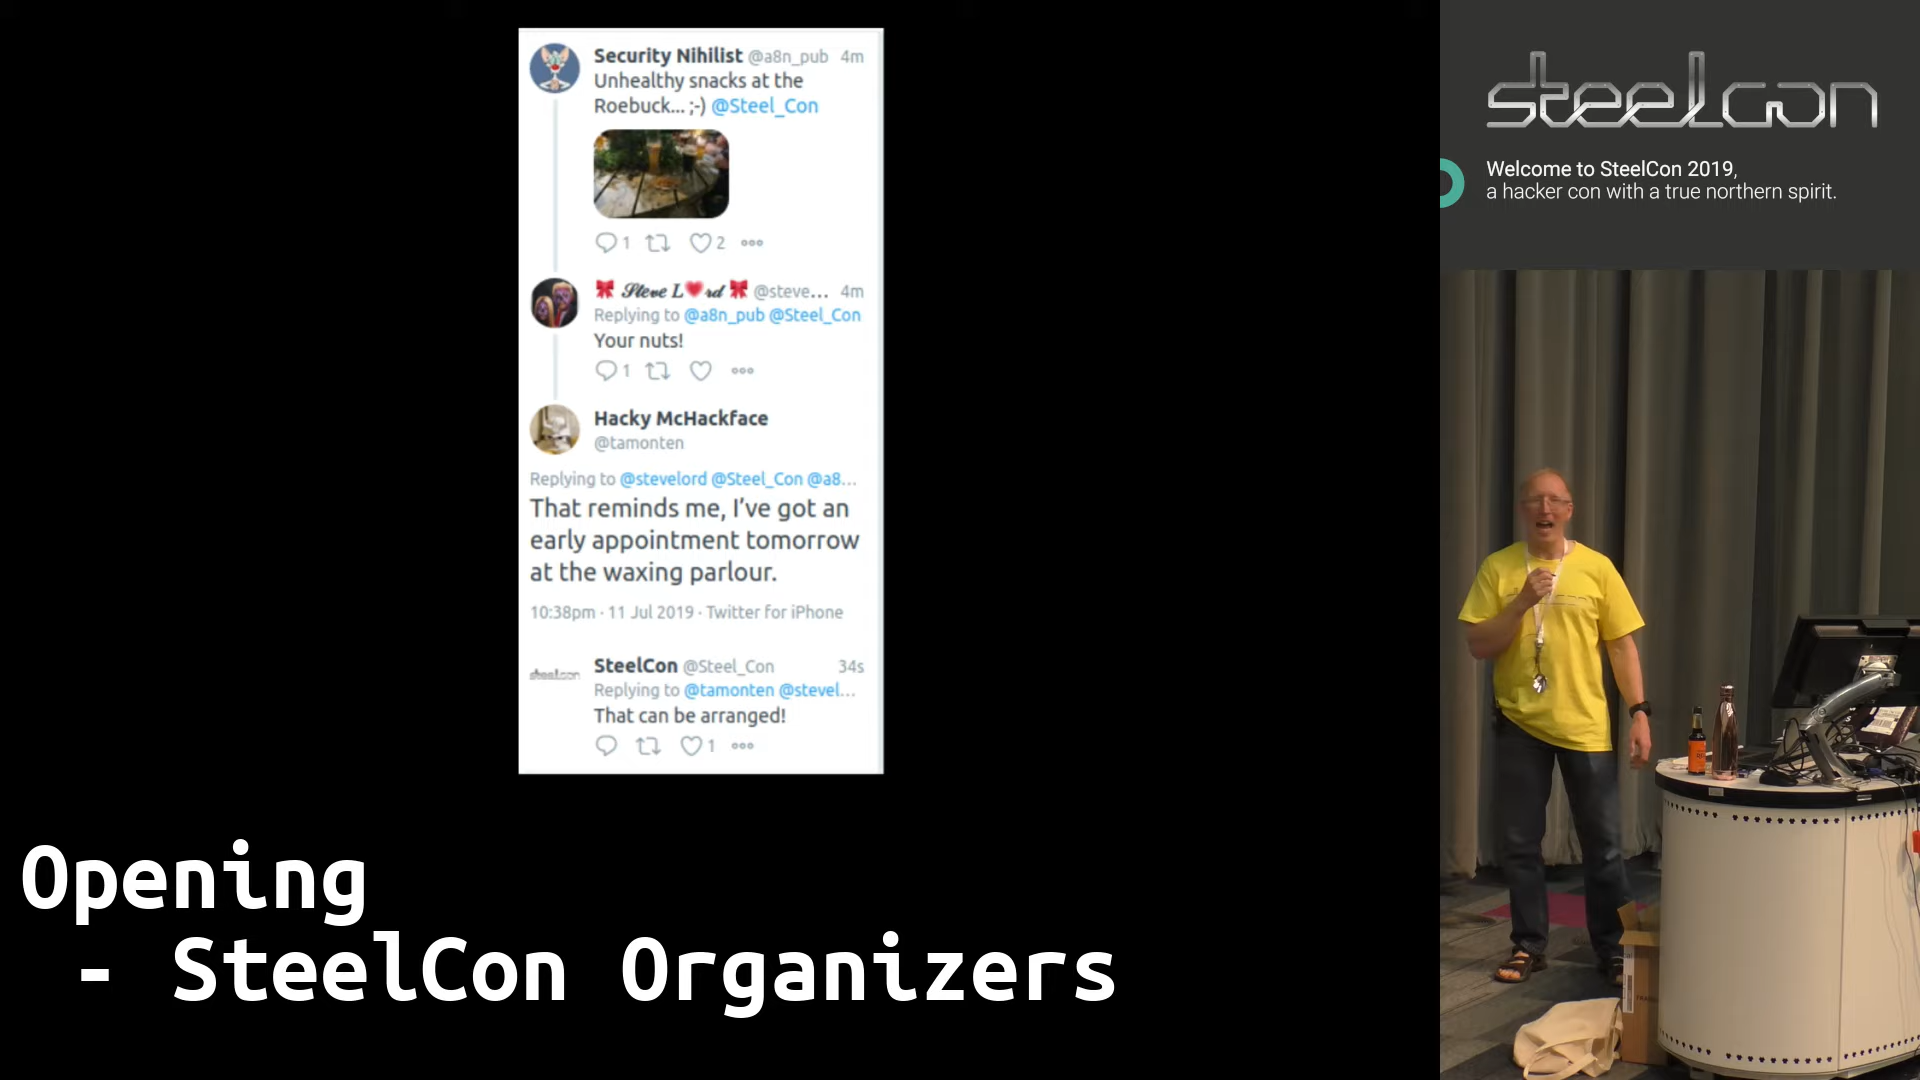 Security Nihilist @a8n_pub 4m
Unhealthy snacks at the
Roebuck... ;-) @Steel_Con
1 2
🎀 𝒮𝓉𝑒𝓋𝑒 𝐿❤️𝓇𝒹 🎀 @steve... 4m
Replying to @a8n_pub @Steel_Con
Your nuts!
1
Hacky McHackface
@tamonten
Replying to @stevelord @Steel_Con @a8...
That reminds me, I've got an
early appointment tomorrow
at the waxing parlour.
10:38pm · 11 Jul 2019 · Twitter for iPhone
steelcon
SteelCon @Steel_Con 34s
Replying to @tamonten @stevel...
That can be arranged!
1
Opening
- SteelCon Organizers
steelcon
Welcome to SteelCon 2019,
a hacker con with a true northern spirit.